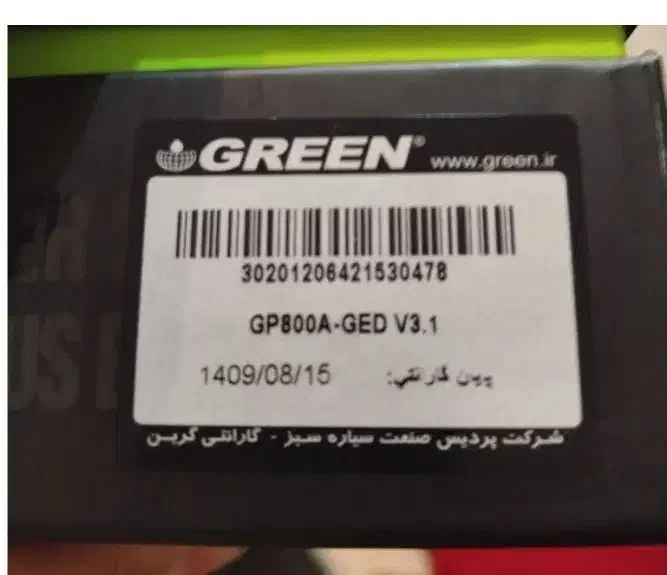 GREEN® www.green.ir
30201206421530478
GP800A-GED V3.1
پایان گارانتي: 1409/08/15
شرکت پردیس صنعت سیاره سبز - گارانتی گرین